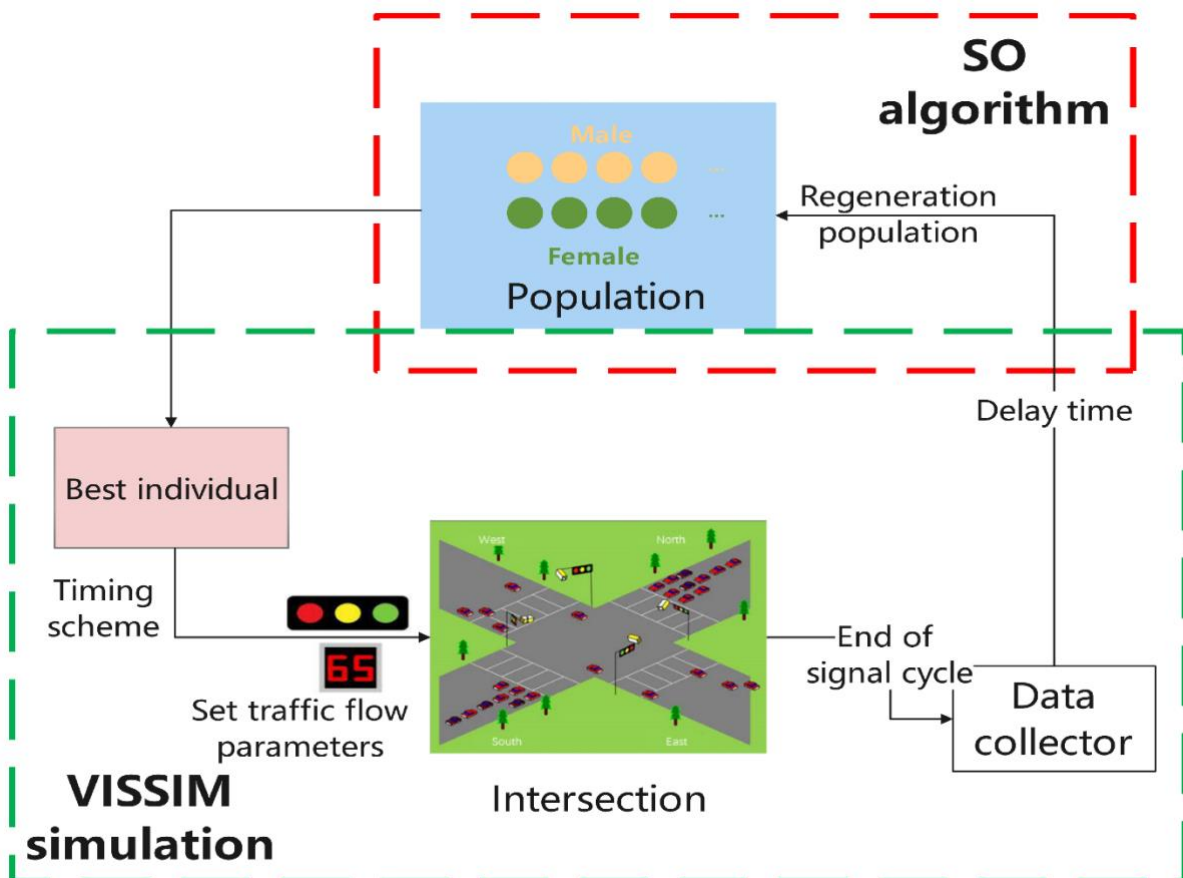 SO
algorithm
Male
...
...
Female
Population
Regeneration
population
Delay time
Best individual
Timing
scheme
65
Set traffic flow
parameters
West
North
South
East
Intersection
End of
signal cycle
Data
collector
VISSIM
simulation